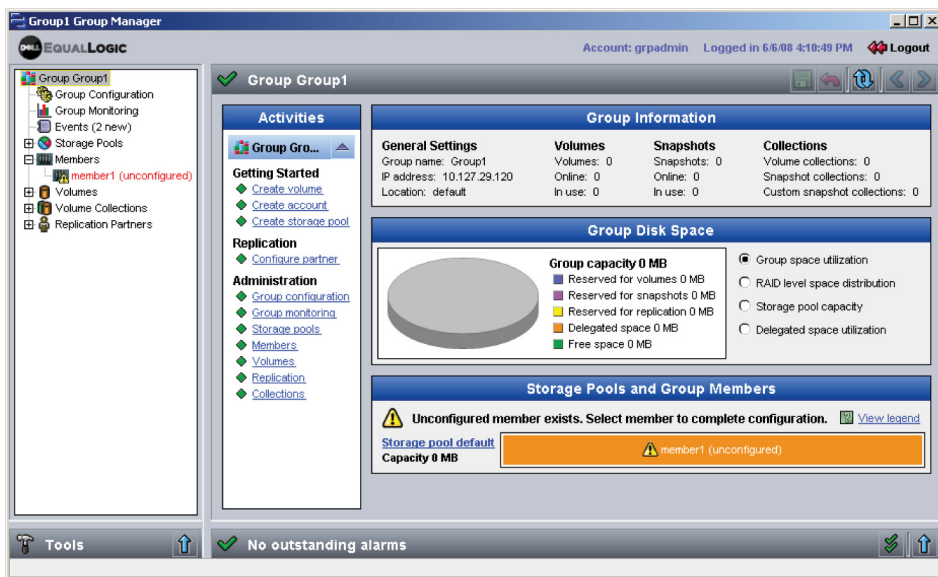 Group1 Group Manager
DELL EQUALLOGIC
Account: grpadmin Logged in 6/6/08 4:10:49 PM Logout
Group Group1
Group Configuration
Group Monitoring
Events (2 new)
Storage Pools
Members
member1 (unconfigured)
Volumes
Volume Collections
Replication Partners
Tools
Group Group1
Activities
Group Gro...
Getting Started
Create volume
Create account
Create storage pool
Replication
Configure partner
Administration
Group configuration
Group monitoring
Storage pools
Members
Volumes
Replication
Collections
Group Information
General Settings
Group name: Group1
IP address: 10.127.29.120
Location: default
Volumes
Volumes: 0
Online: 0
In use: 0
Snapshots
Snapshots: 0
Online: 0
In use: 0
Collections
Volume collections: 0
Snapshot collections: 0
Custom snapshot collections: 0
Group Disk Space
Group capacity 0 MB
Reserved for volumes 0 MB
Reserved for snapshots 0 MB
Reserved for replication 0 MB
Delegated space 0 MB
Free space 0 MB
Group space utilization
RAID level space distribution
Storage pool capacity
Delegated space utilization
Storage Pools and Group Members
Unconfigured member exists. Select member to complete configuration.
View legend
Storage pool default
Capacity 0 MB
member1 (unconfigured)
No outstanding alarms